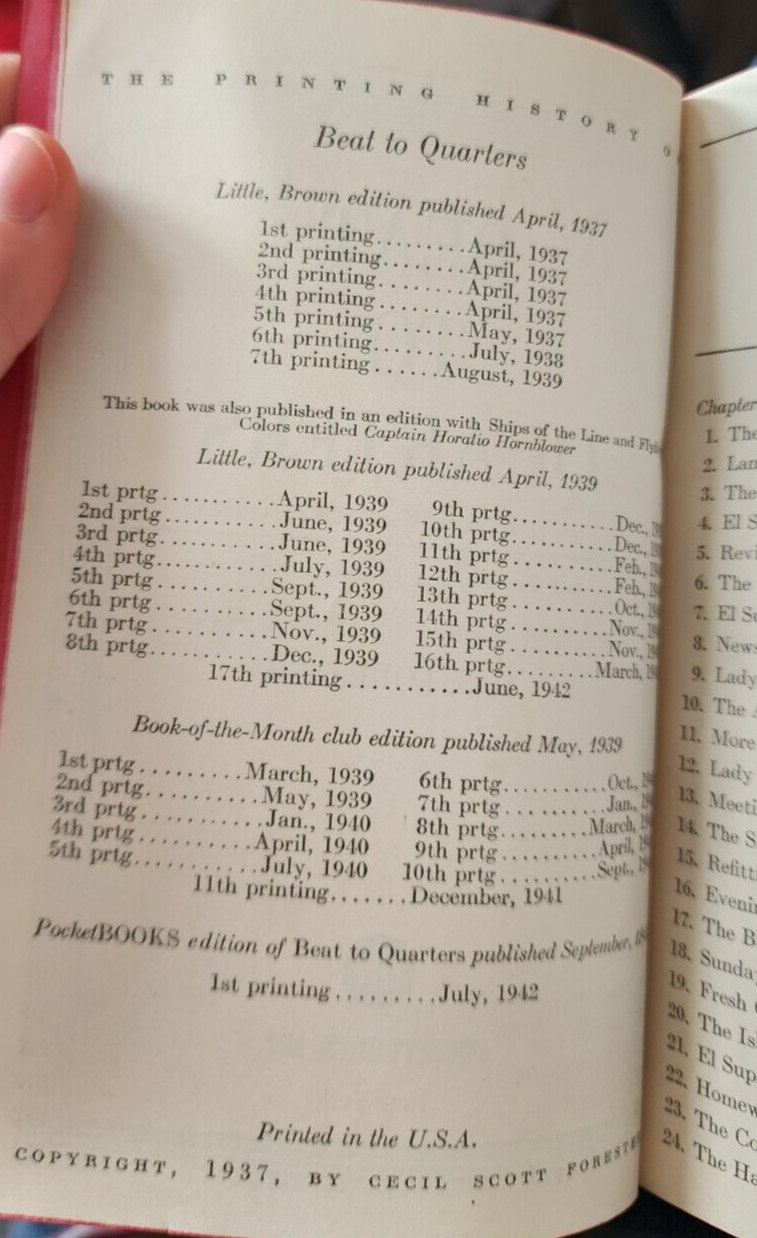 THE PRINTING HISTORY
Beat to Quarters
Little, Brown edition published April, 1937
1st printing.........April, 1937
2nd printing........April, 1937
3rd printing........April, 1937
4th printing........April, 1937
5th printing.........May, 1937
6th printing.........July, 1938
7th printing......August, 1939
This book was also published in an edition with Ships of the Line and
Colors entitled Captain Horatio Hornblower
Little, Brown edition published April, 1939
1st prtg...........April, 1939
2nd prtg...........June, 1939
3rd prtg...........June, 1939
4th prtg...........July, 1939
5th prtg...........Sept., 1939
6th prtg...........Sept., 1939
7th prtg...........Nov., 1939
8th prtg...........Dec., 1939
9th prtg..........Dec.,
10th prtg..........Dec.,
11th prtg..........Feb.,
12th prtg..........Feb.,
13th prtg..........Oct.,
14th prtg..........Nov.,
15th prtg..........Nov.,
16th prtg........March,
17th printing...........June, 1942
Book-of-the-Month club edition published May, 1939
1st prtg.........March, 1939
2nd prtg..........May, 1939
3rd prtg..........Jan., 1940
4th prtg..........April, 1940
5th prtg...........July, 1940
6th prtg..........Oct.,
7th prtg..........Jan.,
8th prtg........March,
9th prtg.........April,
10th prtg.........Sept.,
11th printing.......December, 1941
PocketBOOKS edition of Beat to Quarters published September,
1st printing.........July, 1942
Printed in the U.S.A.
COPYRIGHT, 1937, BY CECIL SCOTT FORESTE
Chapter
1. The
2. Lan
3. The
4. El S
5. Revi
6. The
7. El Su
8. News
9. Lady
10. The
11. More
12. Lady
13. Meeti
14. The S
15. Refitt
16. Evenin
17. The B
18. Sunda
19. Fresh
20. The Isl
21. El Sup
22. Homew
23. The Co
24. The Ha